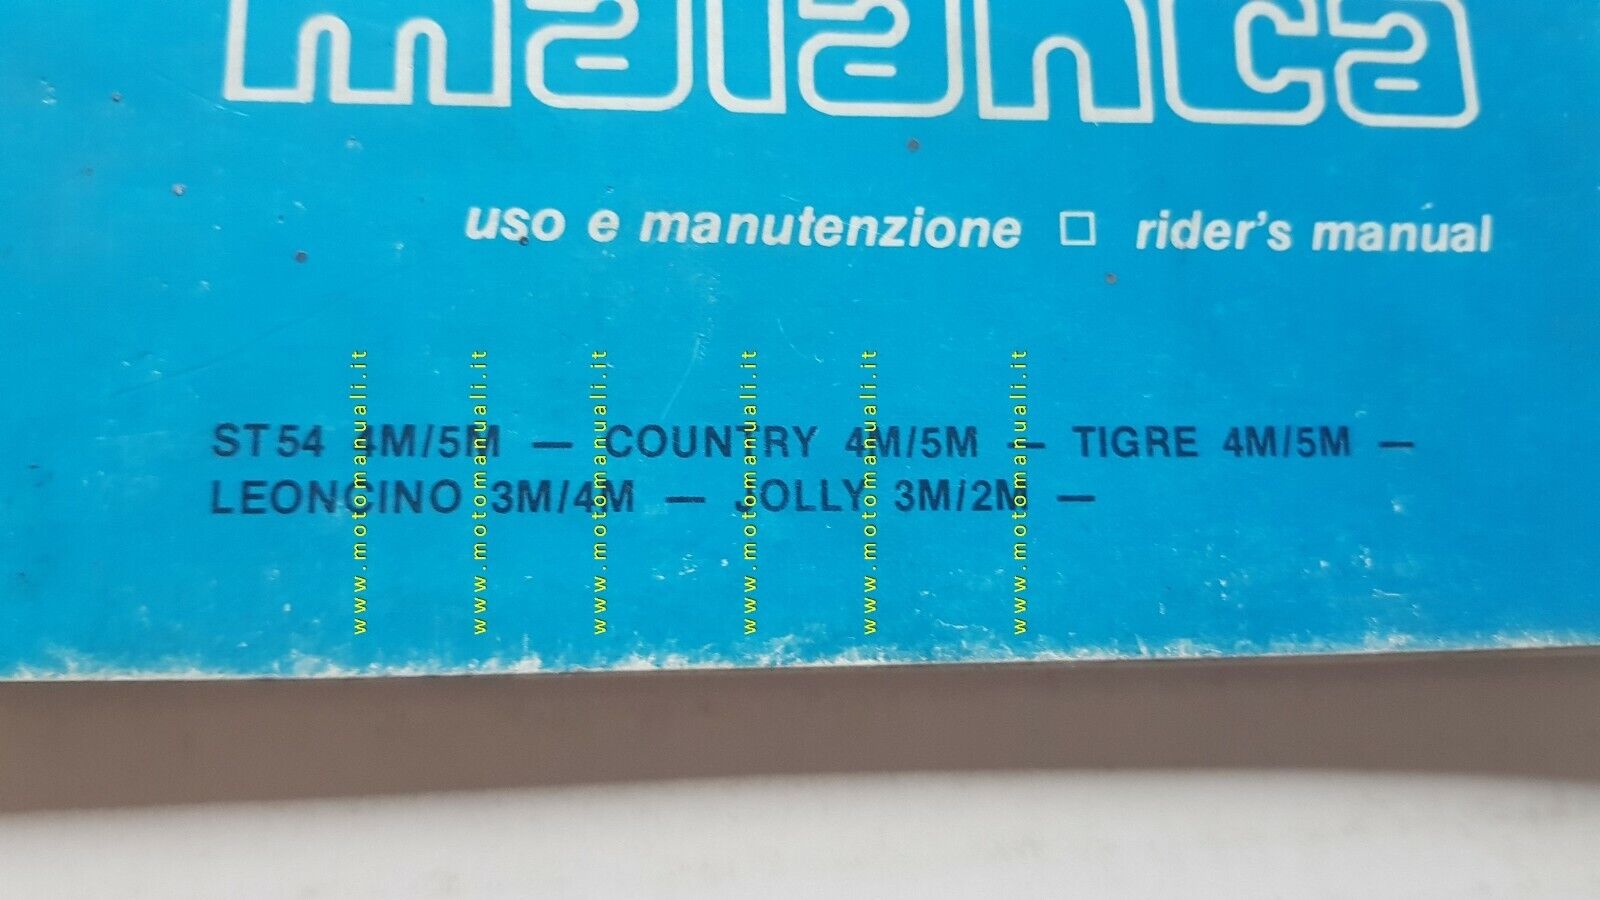 malanca
uso e manutenzione □ rider's manual
ST54 4M/5M — COUNTRY 4M/5M — TIGRE 4M/5M —
LEONCINO 3M/4M — JOLLY 3M/2M —
www.motomanuali.it
www.motomanuali.it
www.motomanuali.it
www.motomanuali.it
www.motomanuali.it
www.motomanuali.it